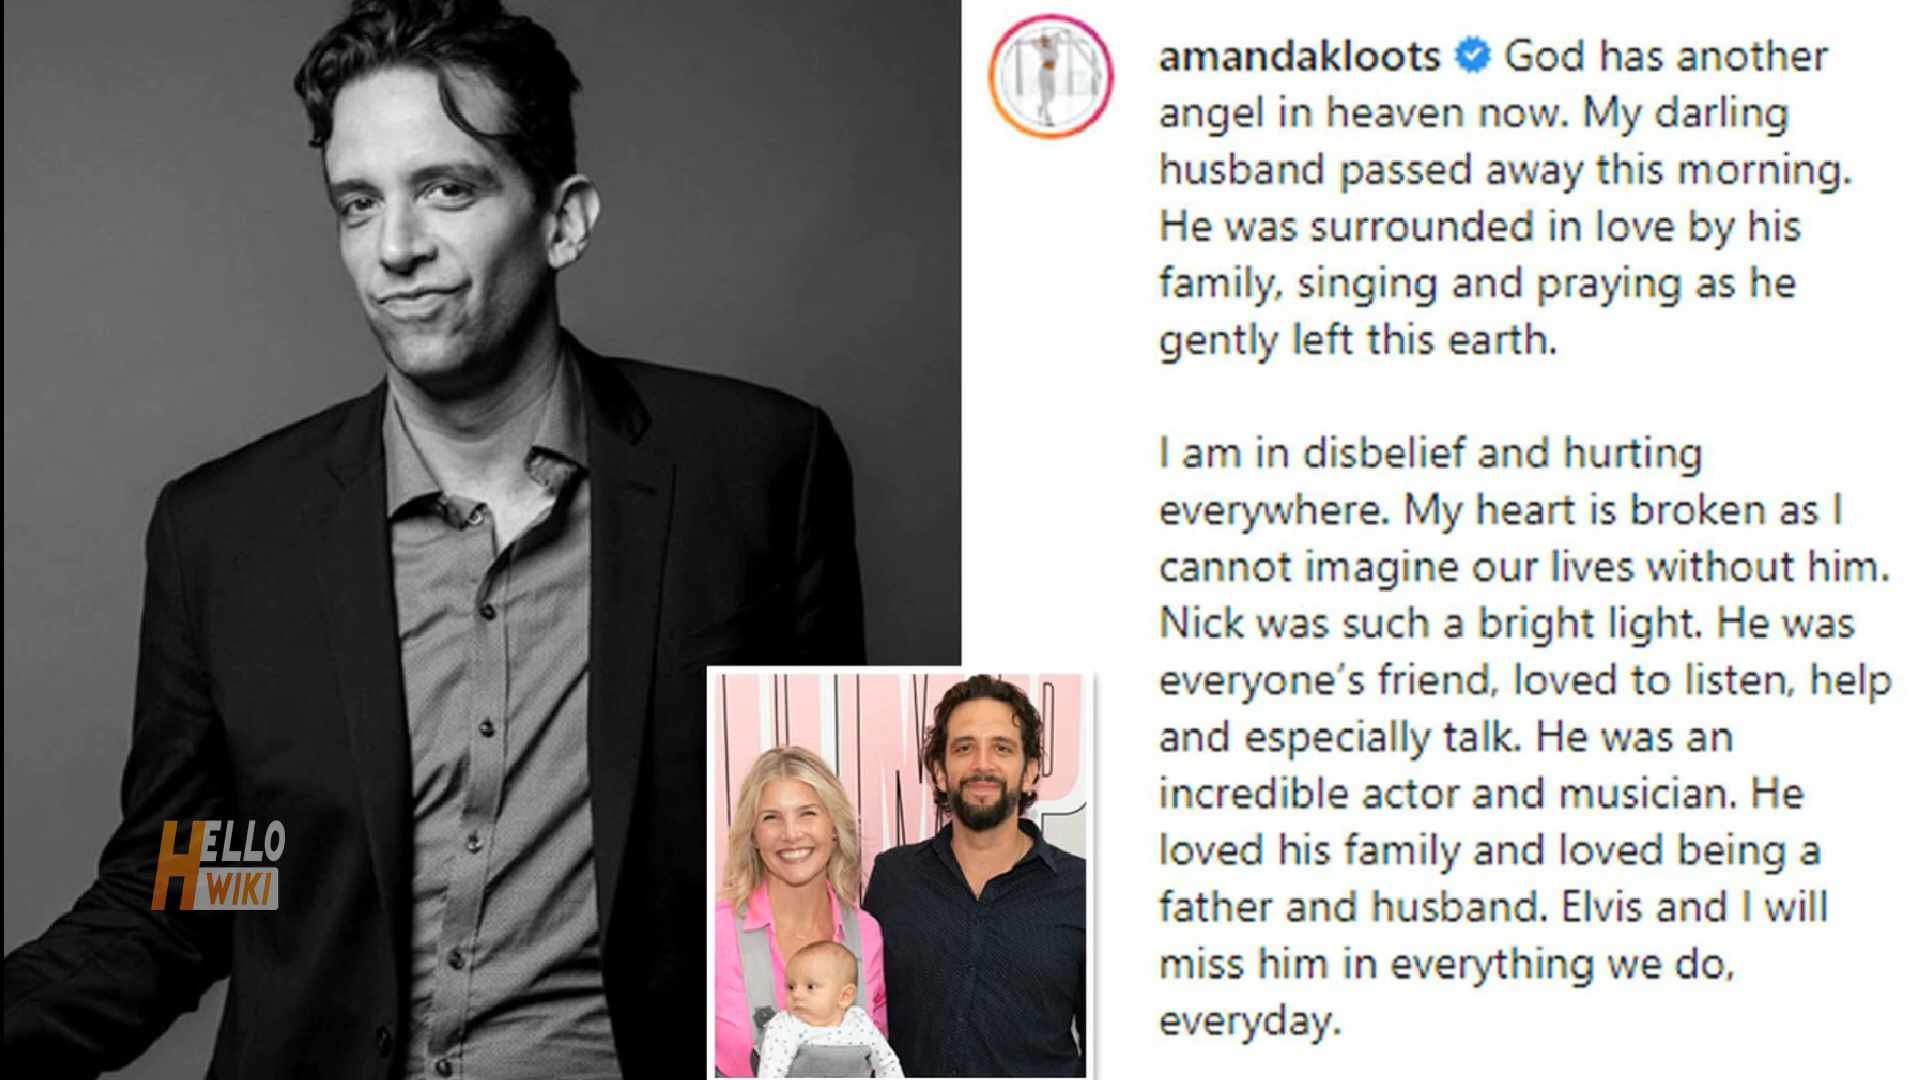 amandakloots God has another
angel in heaven now. My darling
husband passed away this morning.
He was surrounded in love by his
family, singing and praying as he
gently left this earth.
I am in disbelief and hurting
everywhere. My heart is broken as I
cannot imagine our lives without him.
Nick was such a bright light. He was
everyone’s friend, loved to listen, help
and especially talk. He was an
incredible actor and musician. He
loved his family and loved being a
father and husband. Elvis and I will
miss him in everything we do,
everyday.
HELLO
WIKI